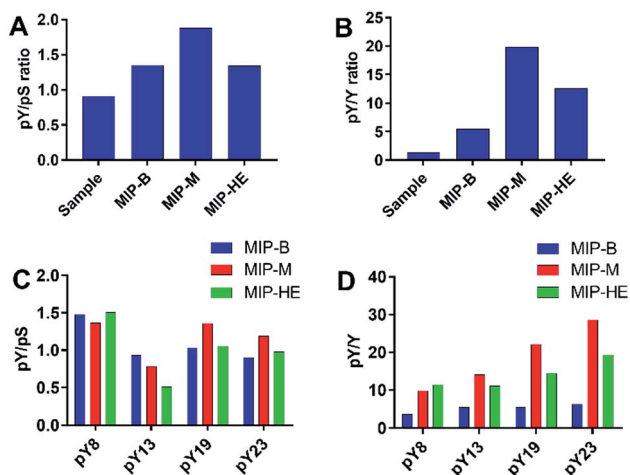 A
pY/pS ratio
2.0
1.5
1.0
0.5
0.0
Sample
MIP-B
MIP-M
MIP-HE
B
pY/Y ratio
25
20
15
10
5
0
Sample
MIP-B
MIP-M
MIP-HE
C
MIP-B
MIP-M
MIP-HE
pY/pS
2.0
1.5
1.0
0.5
0.0
pY8
pY13
pY19
pY23
D
MIP-B
MIP-M
MIP-HE
pY/Y
40
30
20
10
0
pY8
pY13
pY19
pY23